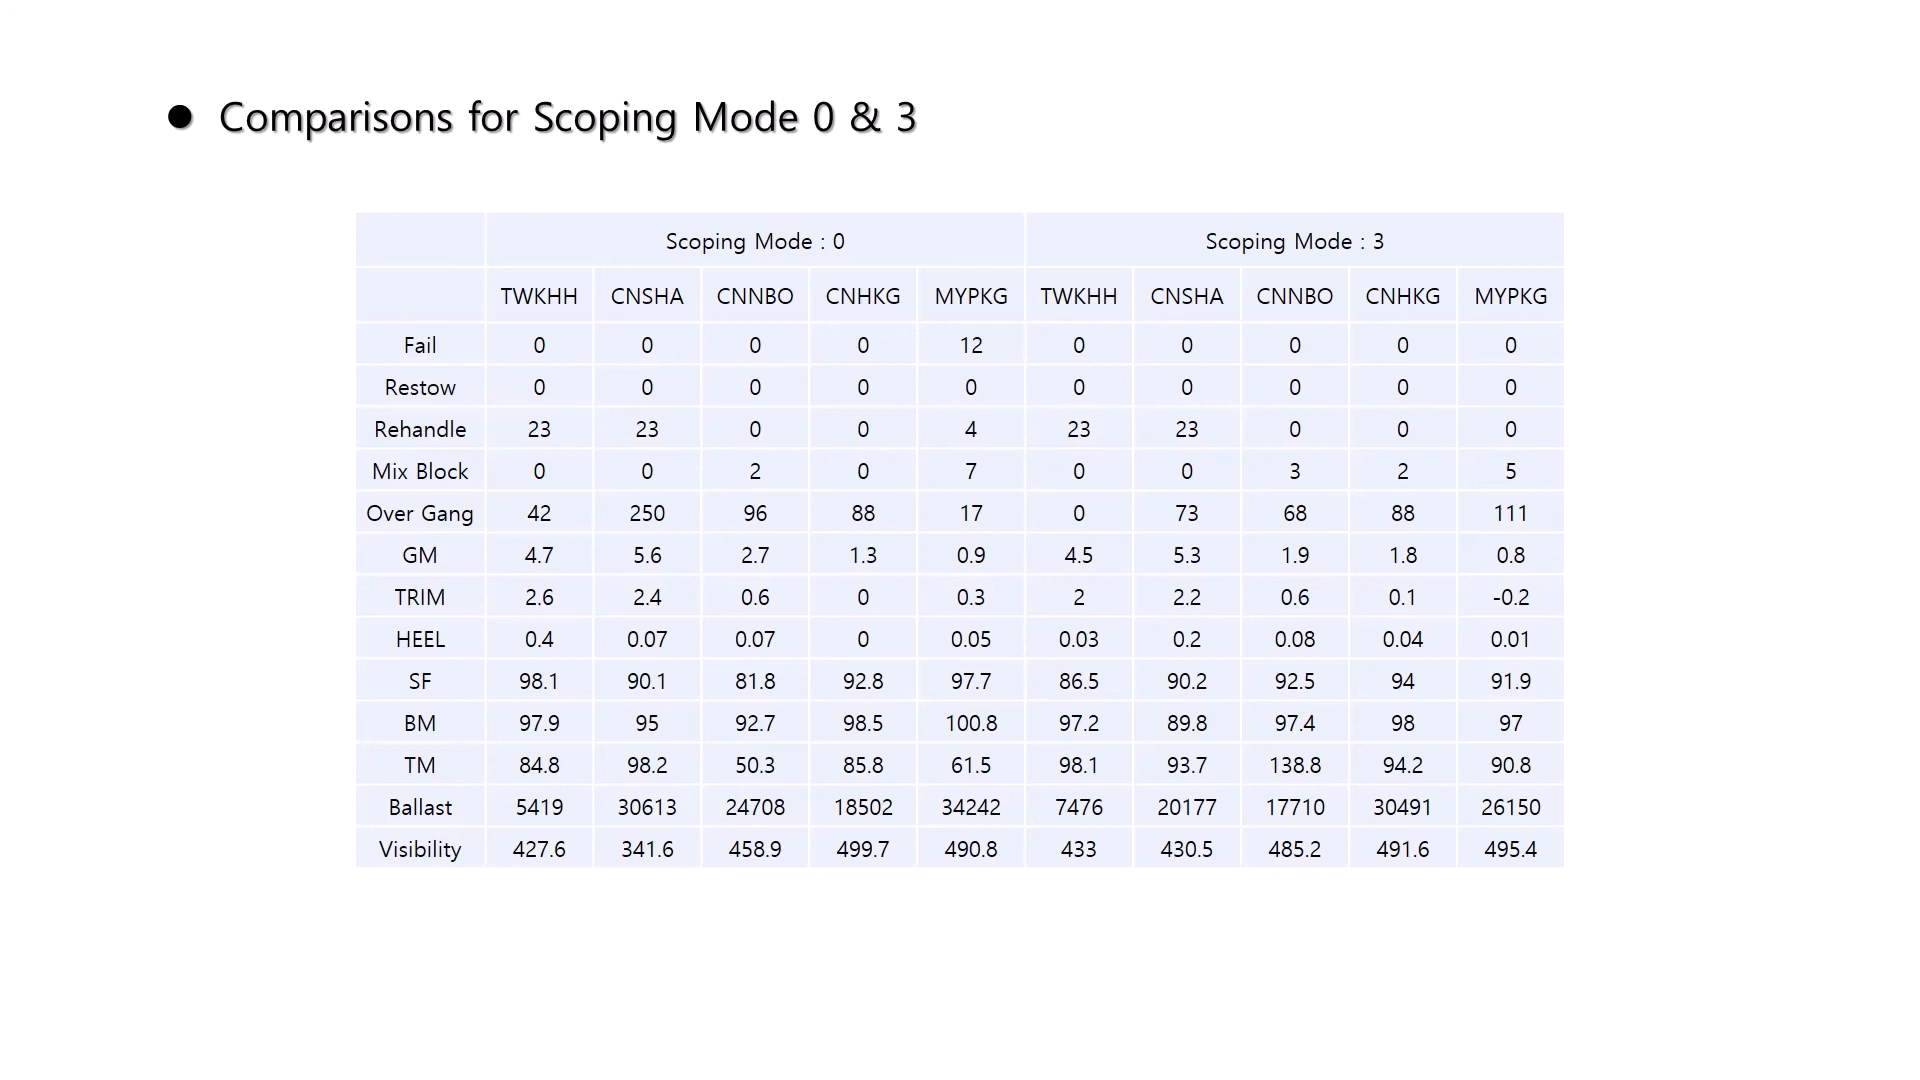 ● Comparisons for Scoping Mode 0 & 3
Scoping Mode : 0 Scoping Mode : 3
TWKHH CNSHA CNNBO CNHKG MYPKG TWKHH CNSHA CNNBO CNHKG MYPKG
Fail 0 0 0 0 12 0 0 0 0 0
Restow 0 0 0 0 0 0 0 0 0 0
Rehandle 23 23 0 0 4 23 23 0 0 0
Mix Block 0 0 2 0 7 0 0 3 2 5
Over Gang 42 250 96 88 17 0 73 68 88 111
GM 4.7 5.6 2.7 1.3 0.9 4.5 5.3 1.9 1.8 0.8
TRIM 2.6 2.4 0.6 0 0.3 2 2.2 0.6 0.1 -0.2
HEEL 0.4 0.07 0.07 0 0.05 0.03 0.2 0.08 0.04 0.01
SF 98.1 90.1 81.8 92.8 97.7 86.5 90.2 92.5 94 91.9
BM 97.9 95 92.7 98.5 100.8 97.2 89.8 97.4 98 97
TM 84.8 98.2 50.3 85.8 61.5 98.1 93.7 138.8 94.2 90.8
Ballast 5419 30613 24708 18502 34242 7476 20177 17710 30491 26150
Visibility 427.6 341.6 458.9 499.7 490.8 433 430.5 485.2 491.6 495.4